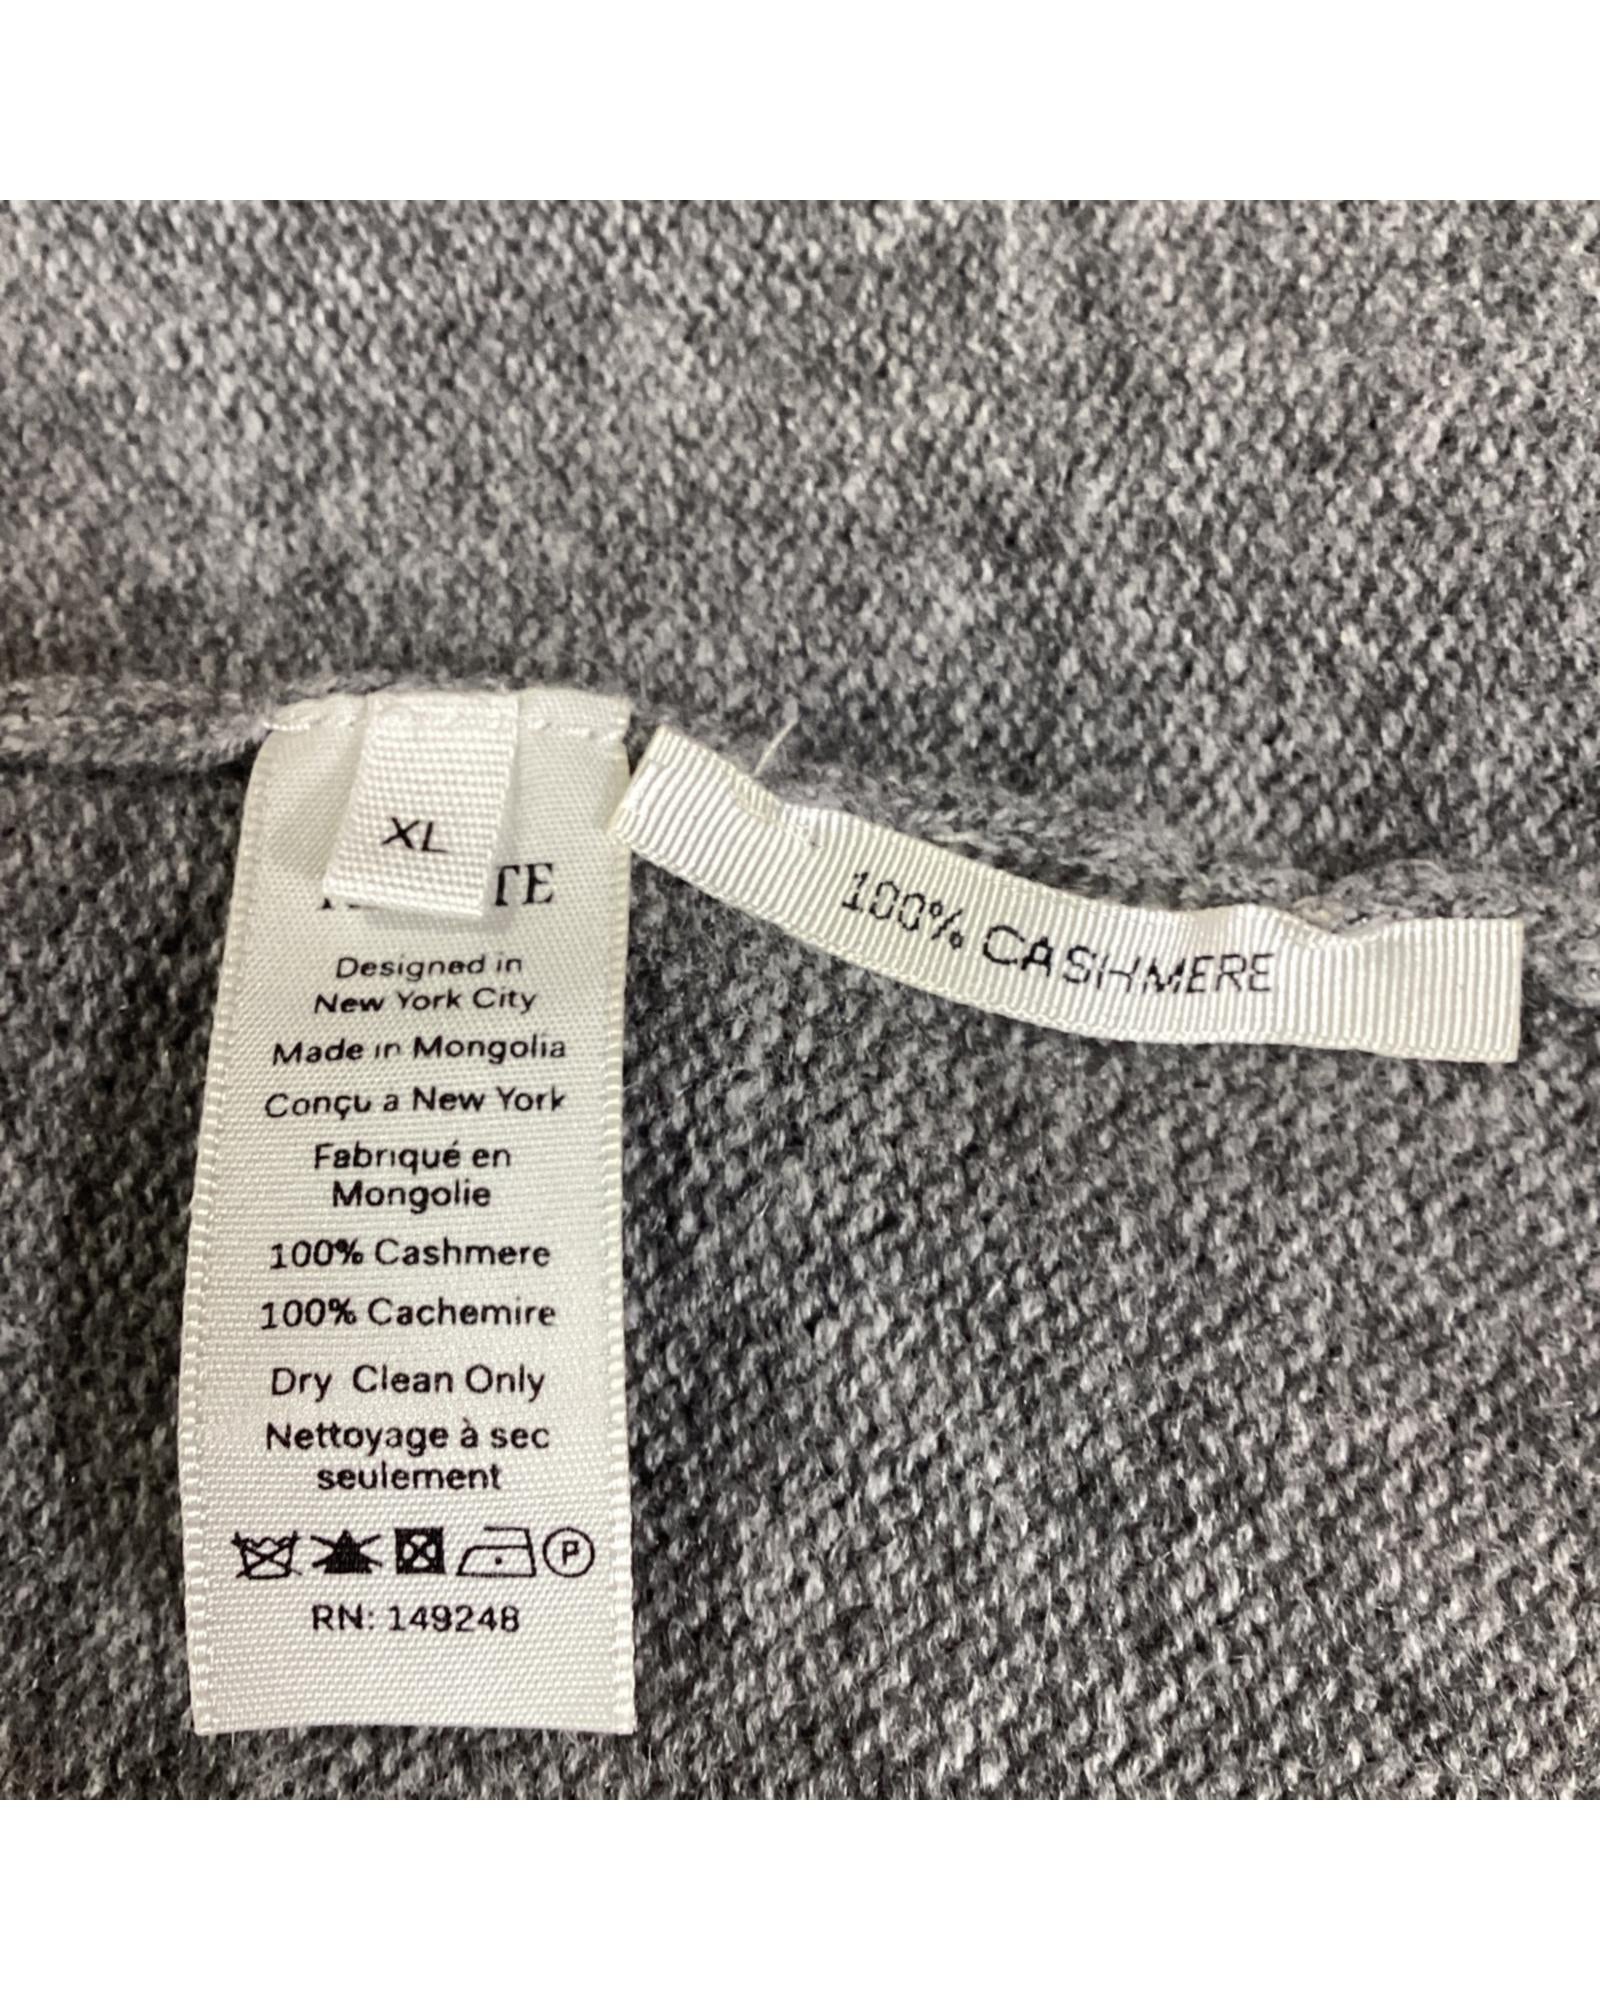 XL
Designed in
New York City
Made in Mongolia
Conçu a New York
Fabriqué en
Mongolie
100% Cashmere
100% Cachemire
Dry Clean Only
Nettoyage à sec
seulement
P
RN: 149248
100% CASHMERE